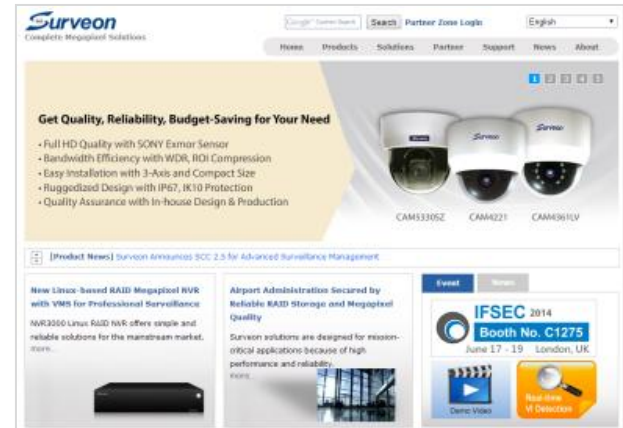 Surveon
Complete Megapixel Solutions
Google™ Custom Search
Search
Partner Zone Login
English
Home Products Solutions Partner Support News About
1 2 3 4 5
Get Quality, Reliability, Budget-Saving for Your Need
• Full HD Quality with SONY Exmor Sensor
• Bandwidth Efficiency with WDR, ROI Compression
• Easy Installation with 3-Axis and Compact Size
• Ruggedized Design with IP67, IK10 Protection
• Quality Assurance with In-house Design & Production
Surveon
CAM5330SZ CAM4221 CAM4361LV
[Product News] Surveon Announces SCC 2.5 for Advanced Surveillance Management
New Linux-based RAID Megapixel NVR
with VMS for Professional Surveillance
NVR3000 Linux RAID NVR offers simple and
reliable solutions for the mainstream market.
more...
Airport Administration Secured by
Reliable RAID Storage and Megapixel
Quality
Surveon solutions are designed for mission-
critical applications because of high
performance and reliability.
more...
Event News
IFSEC 2014
Booth No. C1275
June 17 - 19 London, UK
Demo Video
Real-time
VI Detection